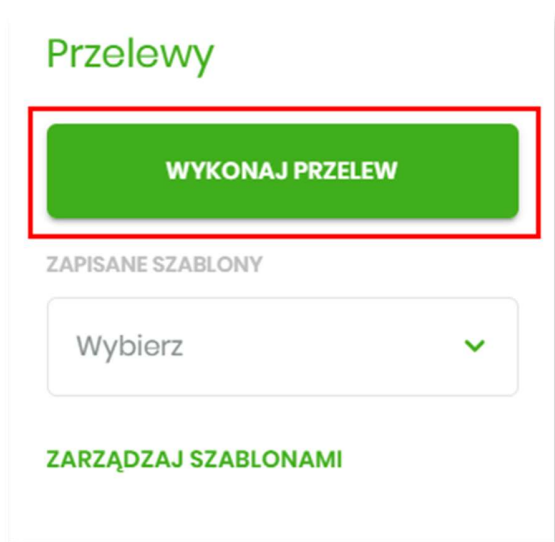 Przelewy
WYKONAJ PRZELEW
ZAPISANE SZABLONY
Wybierz
ZARZĄDZAJ SZABLONAMI